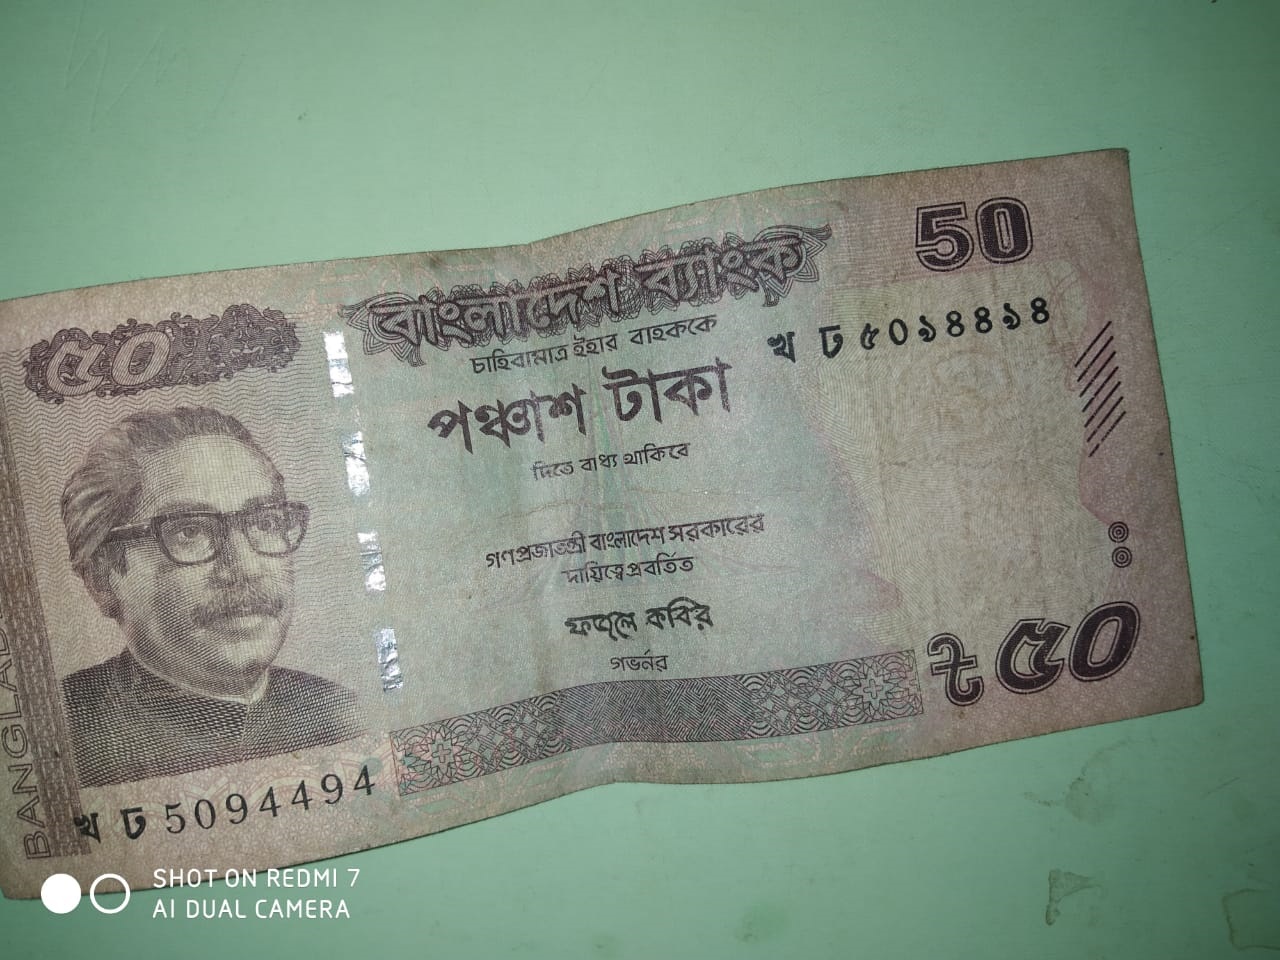 বাংলাদেশ ব্যাংক
50
৫০
চাহিবামাত্র ইহার বাহককে
খ ঢ ৫০৯৪৪৯৪
পঞ্চাশ টাকা
দিতে বাধ্য থাকিবে
গণপ্রজাতন্ত্রী বাংলাদেশ সরকারের
দায়িত্বে প্রবর্তিত
ফজলে কবির
গভর্নর
৳৫০
খ ঢ 5094494
BANGLAD
SHOT ON REDMI 7
AI DUAL CAMERA